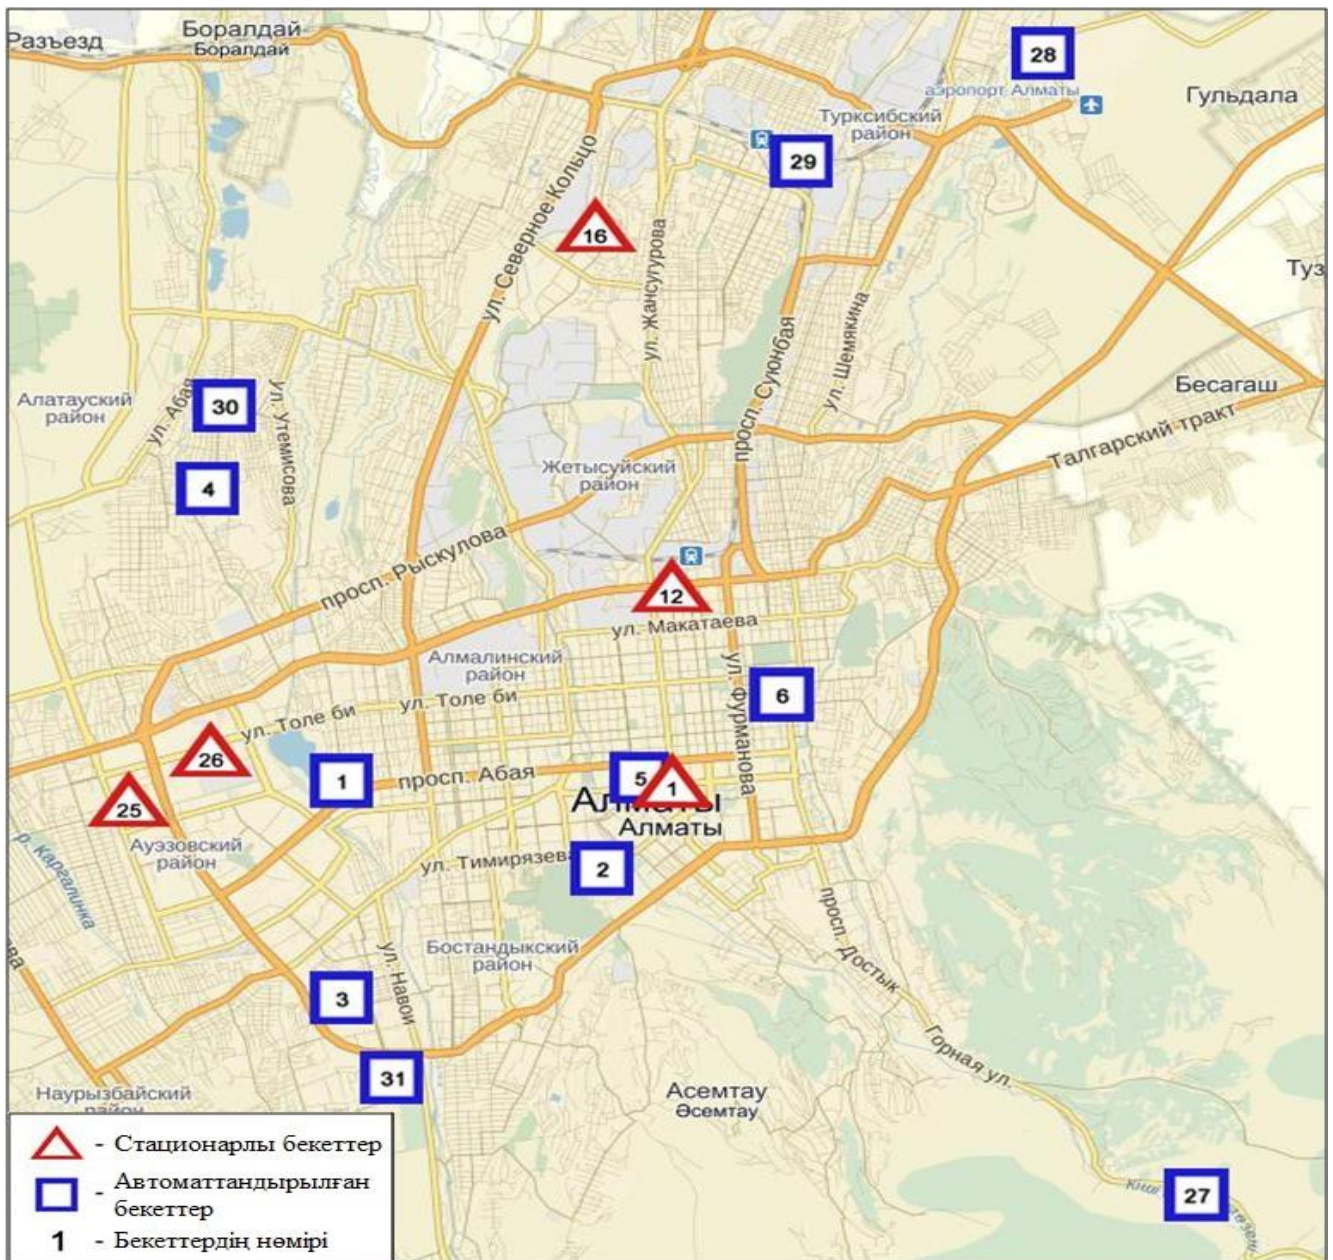 Разъезд
Боралдай-
Боралдай
28
аэропорт Алматы
Гульдала
Турксибский
район
29
ул. Северное Кольцо
16
ул. Жансугурова
Туз
просп. Суюнбая
ул. Шемякина
Бесагаш
Алатауский
район
ул. Абая
30
ул. Утемисова
Талгарский тракт
4
Жетысуйский
район
просп. Рыскулова
12
ул. Макатаева
Алмалинский
район
ул. Толе би
ул. Толе би
ул. Фурманова
6
26
1
просп. Абая
5
1
25
Алматы
Алматы
Ауэзовский
район
р. Каргалинка
ул. Тимирязева
2
просп. Достык
Бостандыкский
район
ул. Навои
3
31
Горная ул.
Наурызбайский
район
Асемтау
Әсемтау
27
- Стационарлы бекеттер
- Автоматтандырылған
бекеттер
1 - Бекеттердің нөмірі